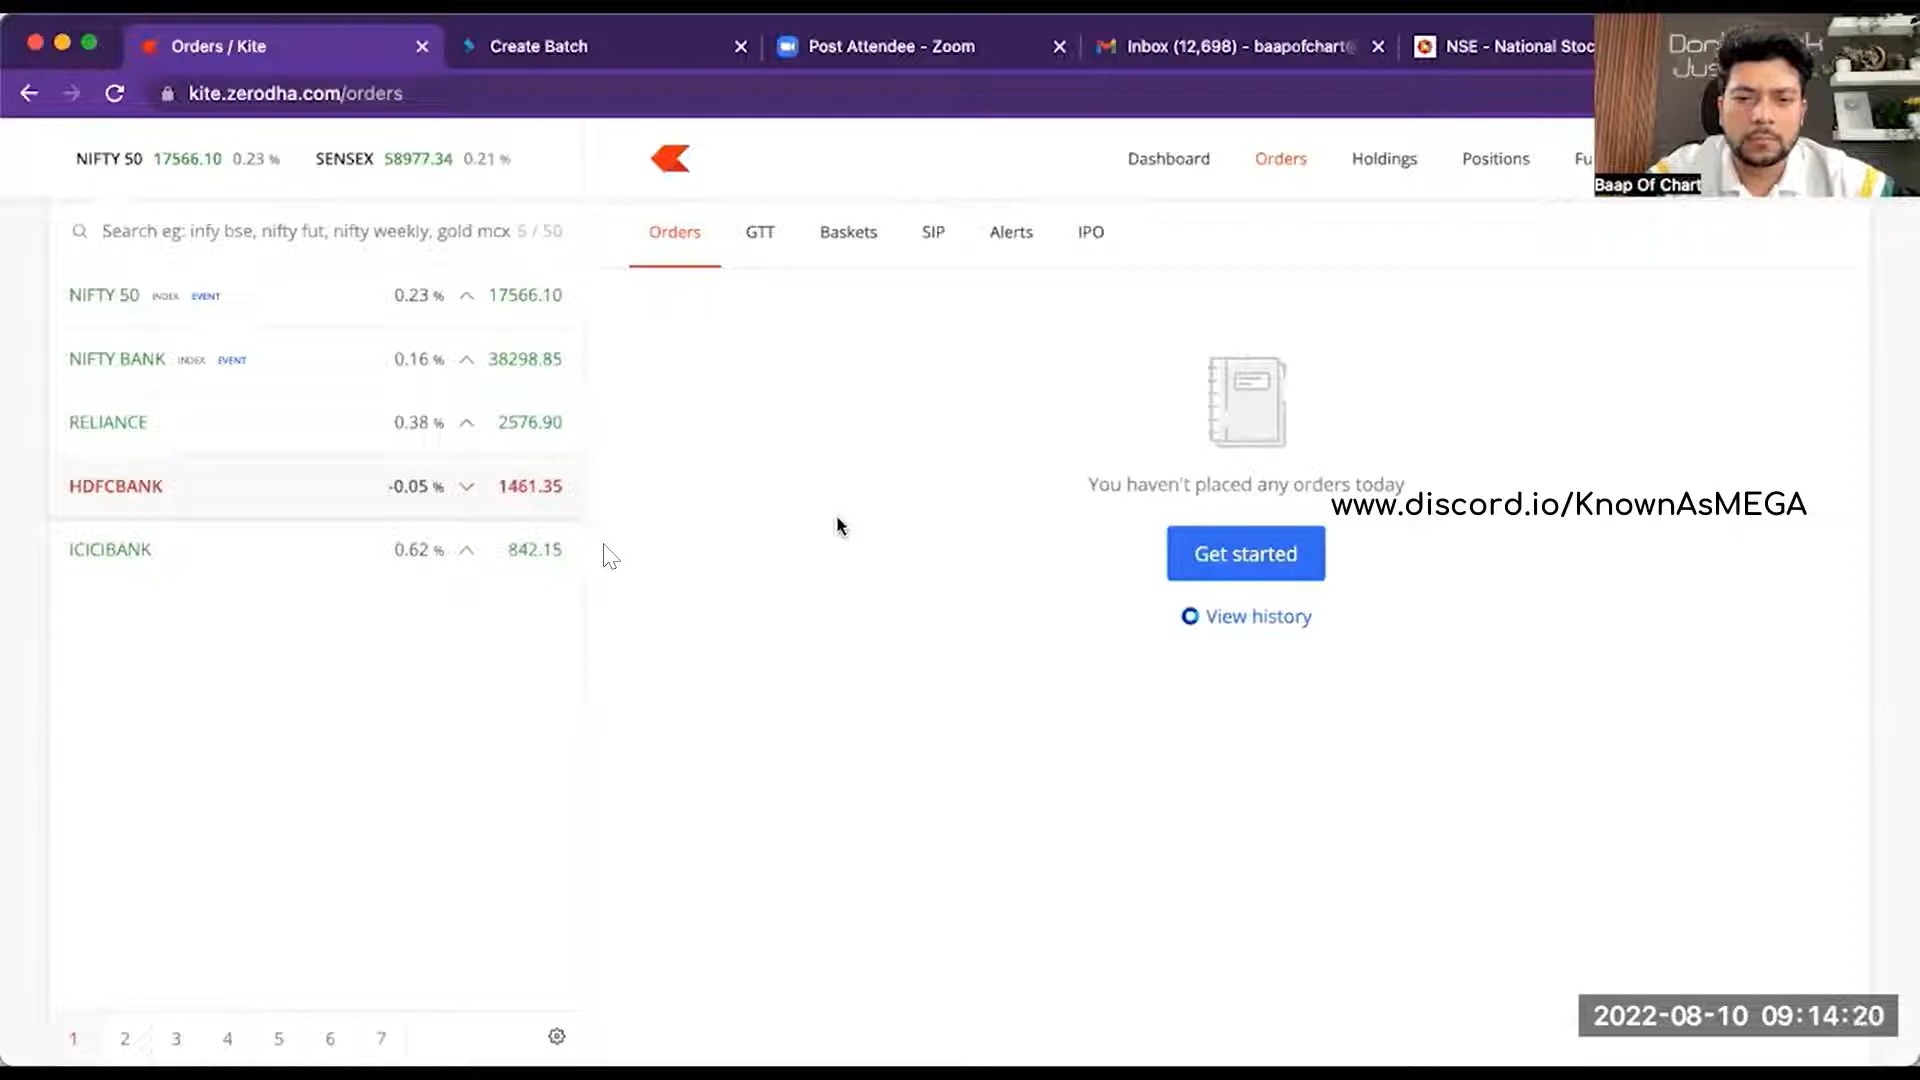 Orders / Kite
Create Batch
Post Attendee - Zoom
Inbox (12,698) - baapofchart@
NSE - National Stoc
kite.zerodha.com/orders
Baap Of Chart
NIFTY 50 17566.10 0.23 %
SENSEX 58977.34 0.21 %
Dashboard
Orders
Holdings
Positions
Fu
Search eg: infy bse, nifty fut, nifty weekly, gold mcx 5 / 50
Orders
GTT
Baskets
SIP
Alerts
IPO
NIFTY 50 INDEX EVENT 0.23 % 17566.10
NIFTY BANK INDEX EVENT 0.16 % 38298.85
RELIANCE 0.38 % 2576.90
HDFCBANK -0.05 % 1461.35
ICICIBANK 0.62 % 842.15
You haven't placed any orders today
www.discord.io/KnownAsMEGA
Get started
View history
1 2 3 4 5 6 7
2022-08-10 09:14:20